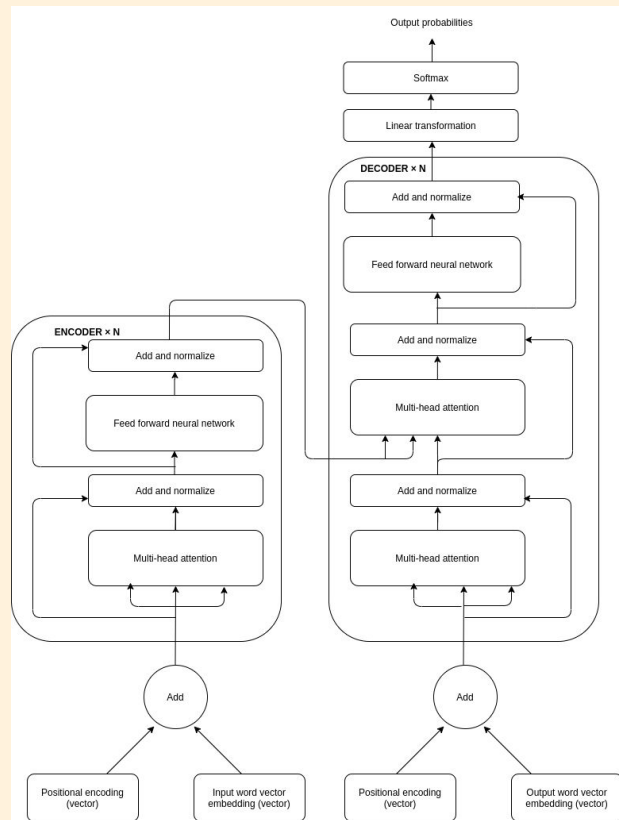 Output probabilities
Softmax
Linear transformation
DECODER × N
Add and normalize
Feed forward neural network
Add and normalize
Multi-head attention
Add and normalize
Multi-head attention
ENCODER × N
Add and normalize
Feed forward neural network
Add and normalize
Multi-head attention
Add
Add
Positional encoding
(vector)
Input word vector
embedding (vector)
Positional encoding
(vector)
Output word vector
embedding (vector)